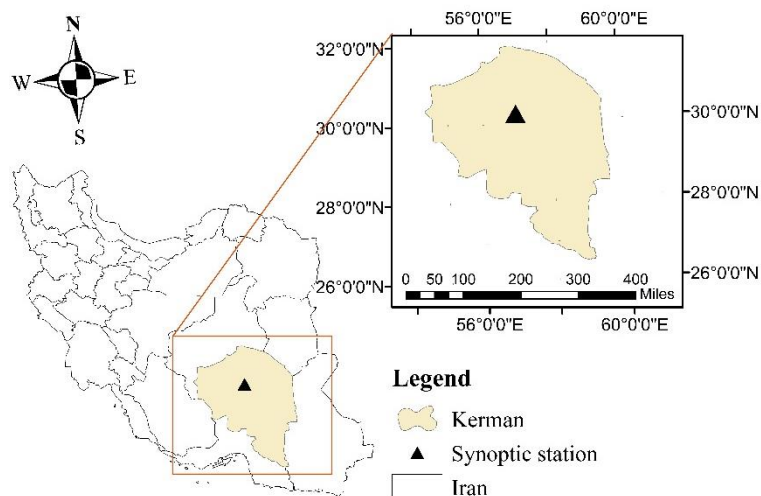 N
W E
S
56°0'0"E 60°0'0"E
32°0'0"N
30°0'0"N
28°0'0"N
26°0'0"N
30°0'0"N
28°0'0"N
26°0'0"N
0 50 100 200 300 400
Miles
56°0'0"E 60°0'0"E
Legend
Kerman
Synoptic station
Iran